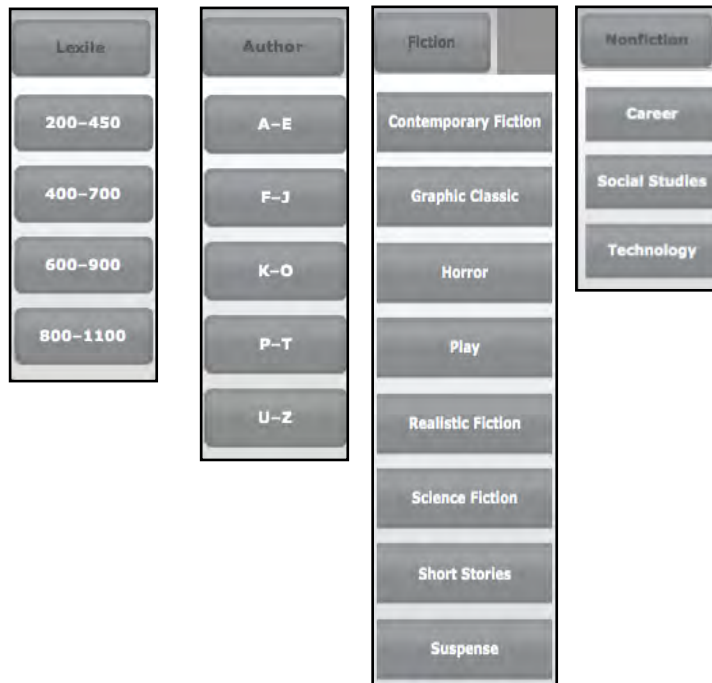 Lexile
200–450
400–700
600–900
800–1100
Author
A–E
F–J
K–O
P–T
U–Z
Fiction
Contemporary Fiction
Graphic Classic
Horror
Play
Realistic Fiction
Science Fiction
Short Stories
Suspense
Nonfiction
Career
Social Studies
Technology